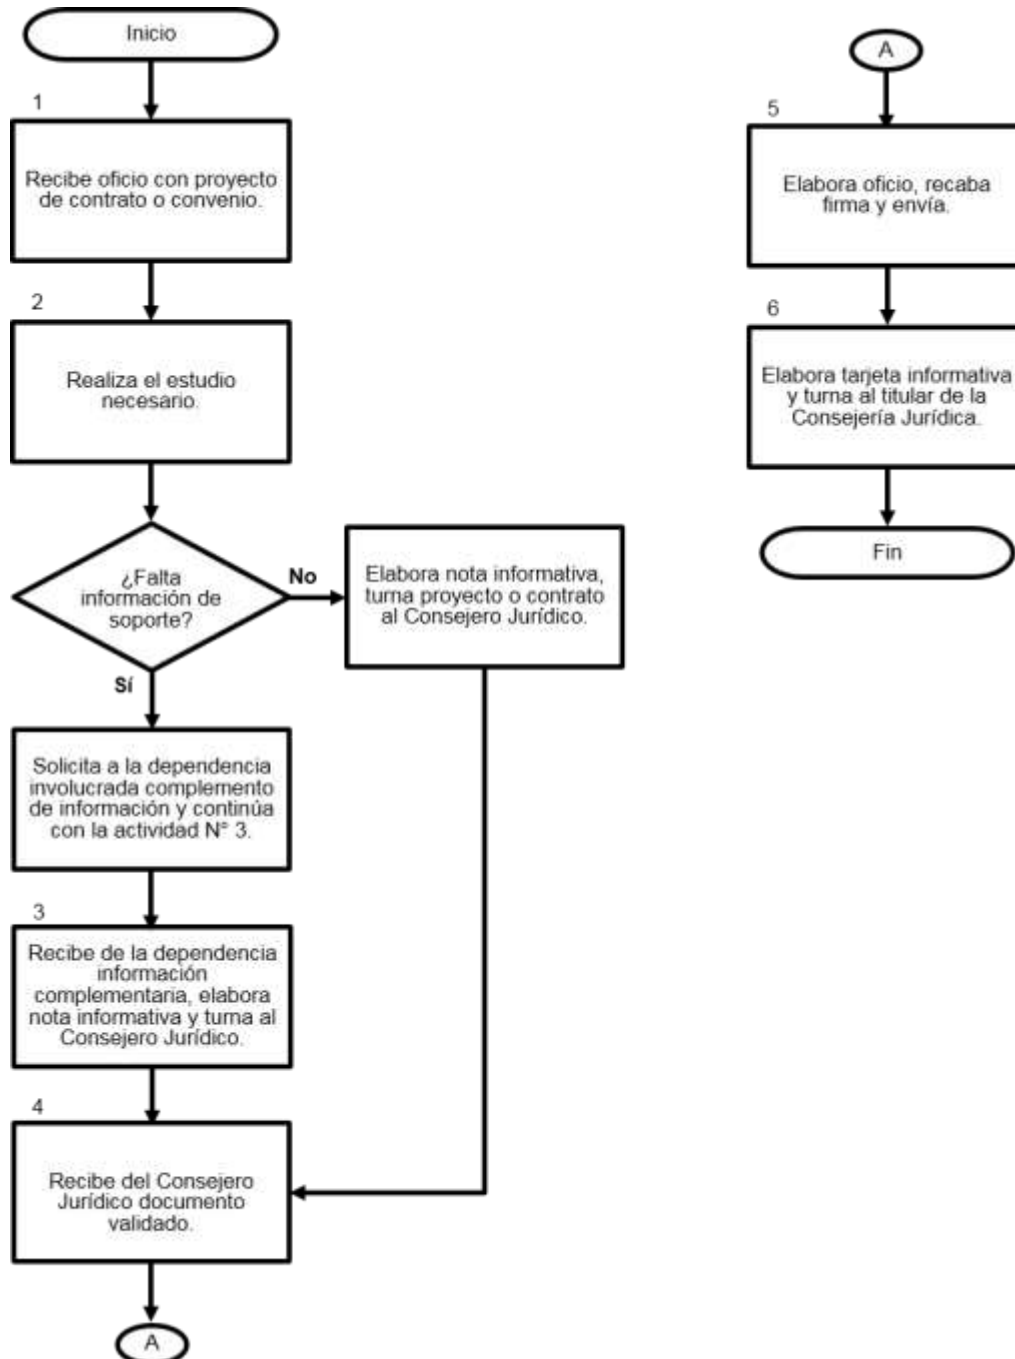 Inicio
1
Recibe oficio con proyecto
de contrato o convenio.
2
Realiza el estudio
necesario.
¿Falta
información de
soporte?
No
Elabora nota informativa,
turna proyecto o contrato
al Consejero Jurídico.
Sí
Solicita a la dependencia
involucrada complemento
de información y continúa
con la actividad N° 3.
3
Recibe de la dependencia
información
complementaria, elabora
nota informativa y turna al
Consejero Jurídico.
4
Recibe del Consejero
Jurídico documento
validado.
A
A
5
Elabora oficio, recaba
firma y envía.
6
Elabora tarjeta informativa
y turna al titular de la
Consejería Jurídica.
Fin